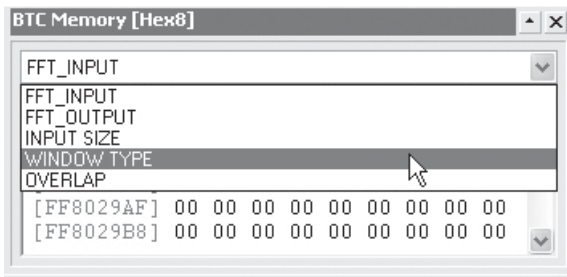 BTC Memory [Hex8]
FFT_INPUT
FFT_INPUT
FFT_OUTPUT
INPUT SIZE
WINDOW TYPE
OVERLAP
[FF8029AF] 00 00 00 00 00 00 00 00 00
[FF8029B8] 00 00 00 00 00 00 00 00 00